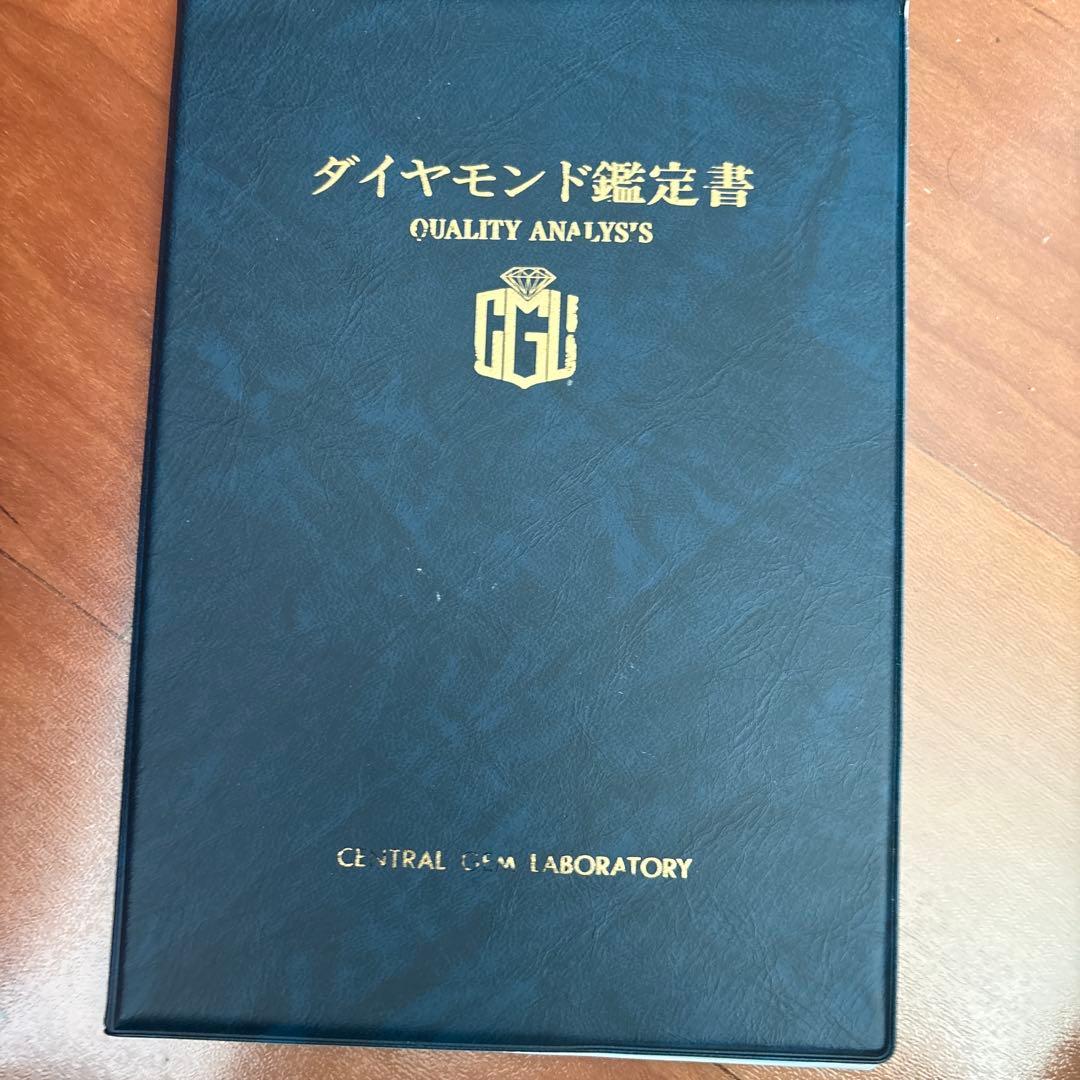 ダイヤモンド鑑定書
QUALITY ANALYS'S
CGL
CENTRAL GEM LABORATORY